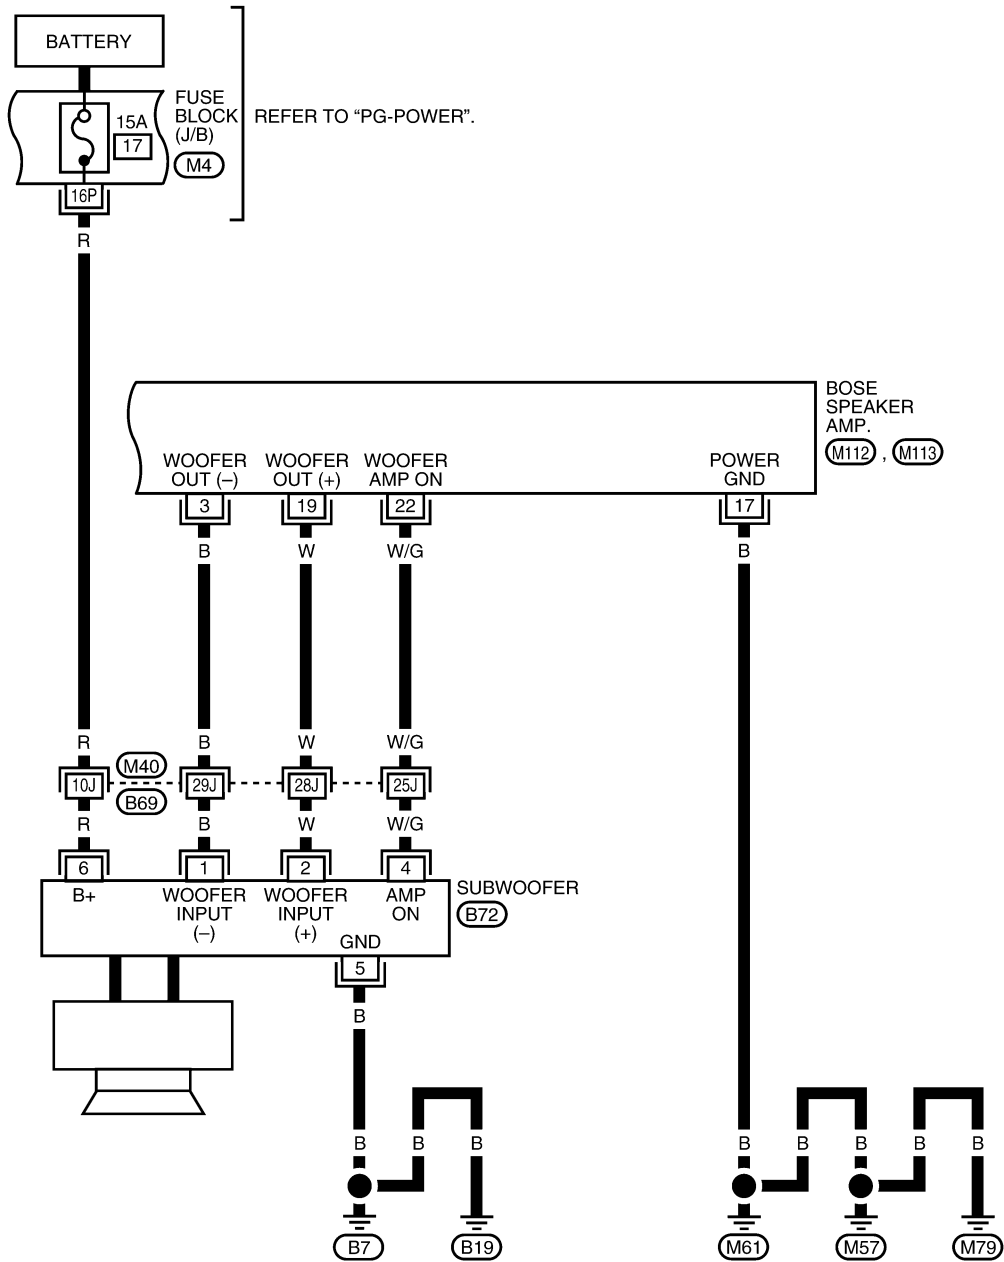 BATTERY
FUSE
BLOCK
(J/B)
M4
15A
17
REFER TO “PG-POWER”.
16P
R
BOSE
SPEAKER
AMP.
M112 , M113
WOOFER
OUT (–)
WOOFER
OUT (+)
WOOFER
AMP ON
POWER
GND
3
19
22
17
B
W
W/G
B
R
B
W
W/G
M40
10J
29J
28J
25J
B69
R
B
W
W/G
6
1
2
4
B+
WOOFER
INPUT
(–)
WOOFER
INPUT
(+)
AMP
ON
SUBWOOFER
B72
GND
5
B
B
B
B
B
B
B
B
B
B7
B19
M61
M57
M79